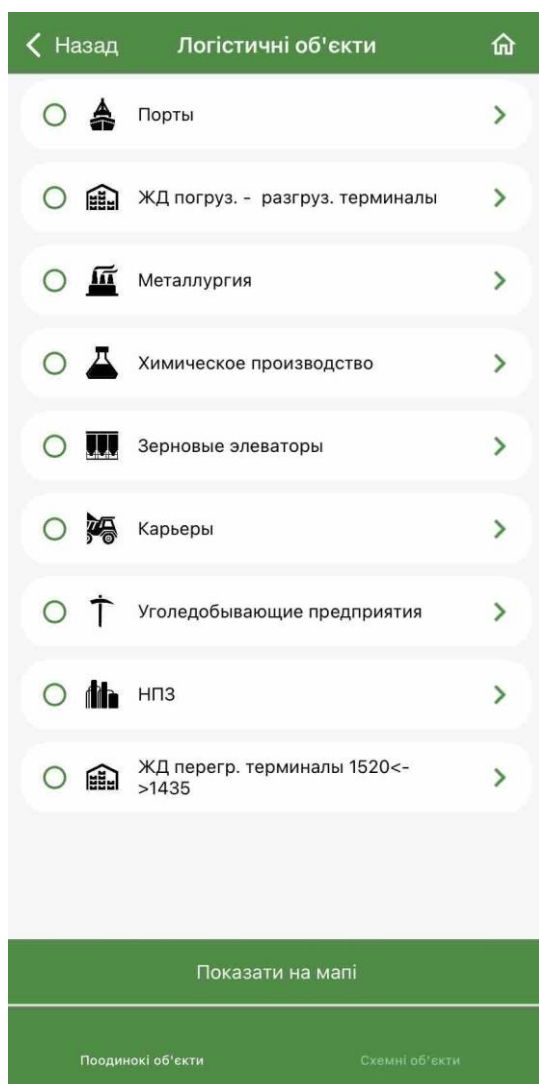 Назад
Логістичні об'єкти
Порты
ЖД погруз. - разгруз. терминалы
Металлургия
Химическое производство
Зерновые элеваторы
Карьеры
Уголедобывающие предприятия
НПЗ
ЖД перегр. терминалы 1520<-
>1435
Показати на мапі
Поодинокі об'єкти
Схемні об'єкти